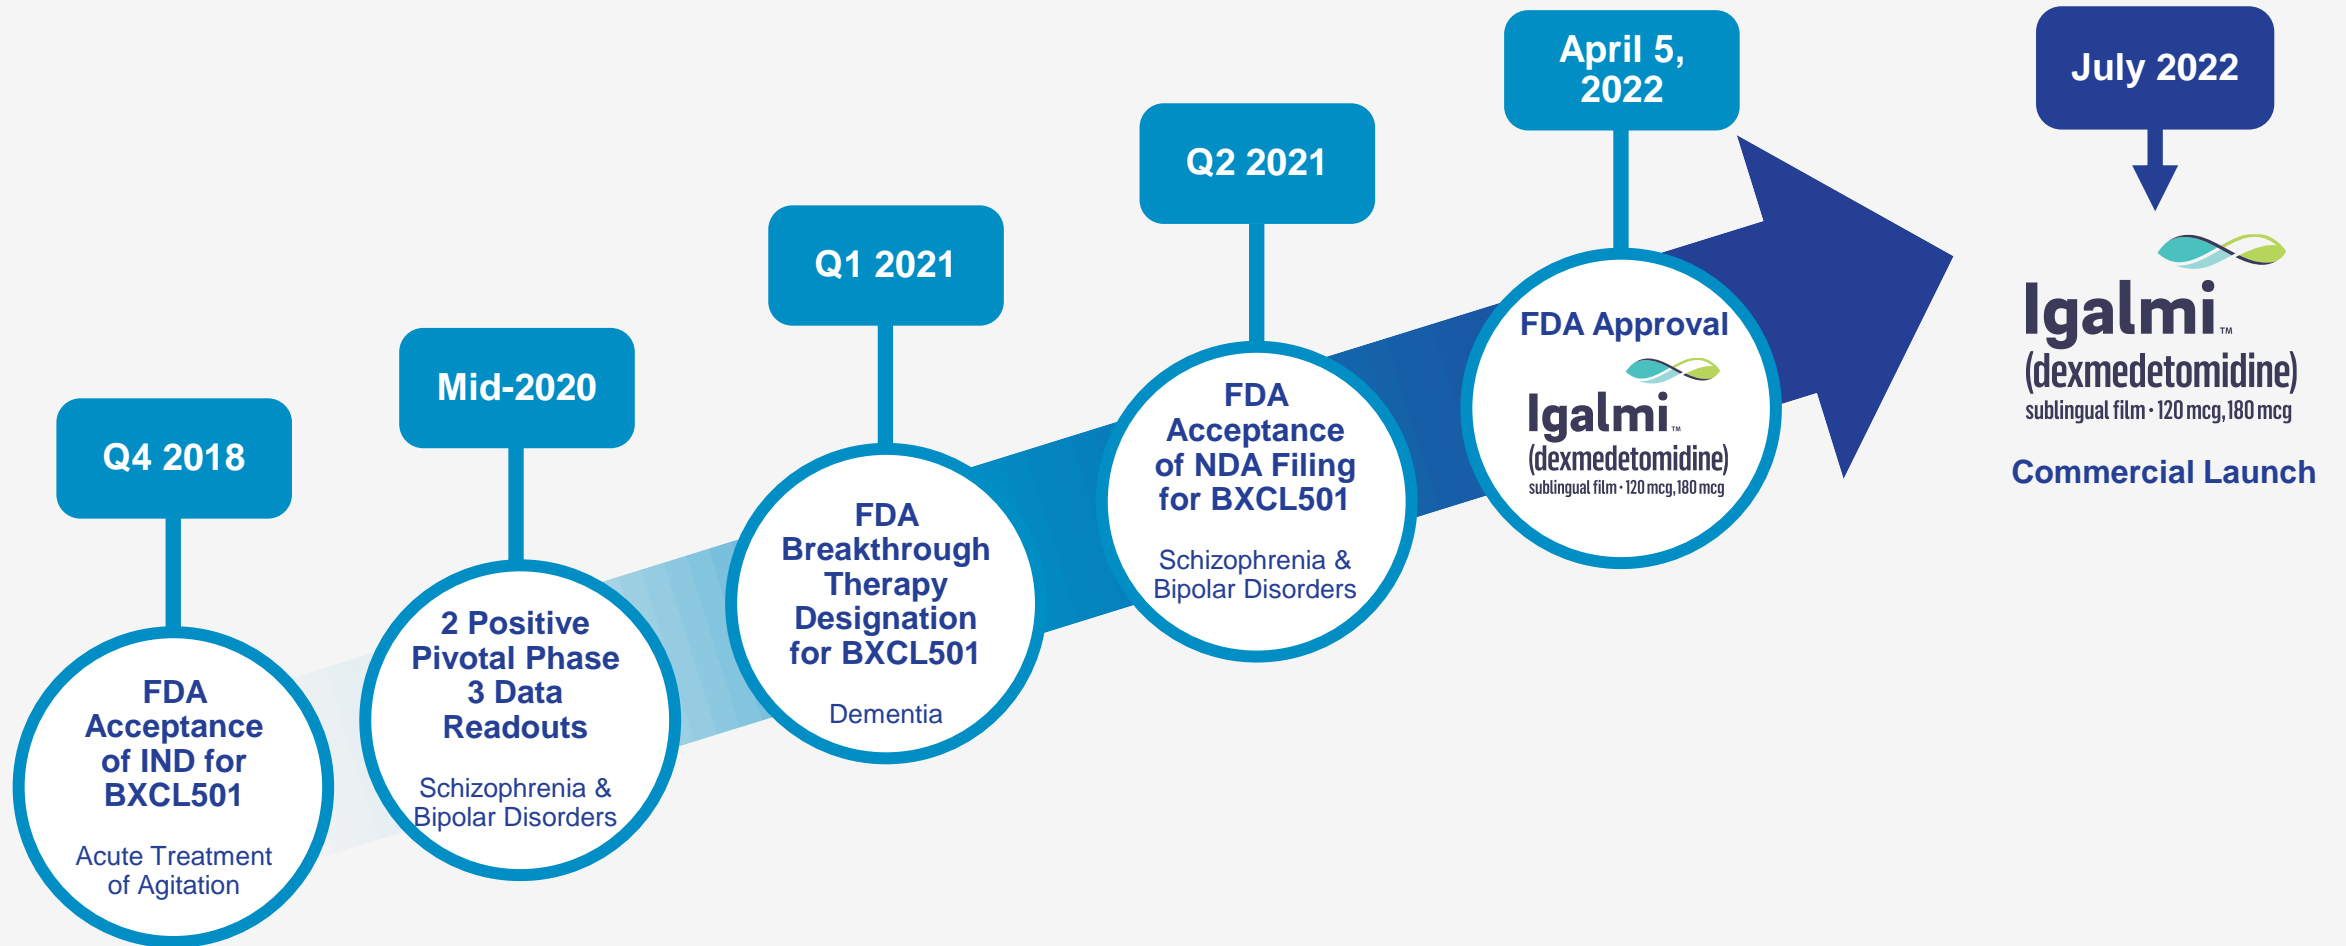 Q4 2018
FDA
Acceptance
of IND for
BXCL501
Acute Treatment
of Agitation
Mid-2020
2 Positive
Pivotal Phase
3 Data
Readouts
Schizophrenia &
Bipolar Disorders
Q1 2021
FDA
Breakthrough
Therapy
Designation
for BXCL501
Dementia
Q2 2021
FDA
Acceptance
of NDA Filing
for BXCL501
Schizophrenia &
Bipolar Disorders
April 5,
2022
FDA Approval
Igalmi™
(dexmedetomidine)
sublingual film • 120 mcg, 180 mcg
July 2022
Igalmi™
(dexmedetomidine)
sublingual film • 120 mcg, 180 mcg
Commercial Launch